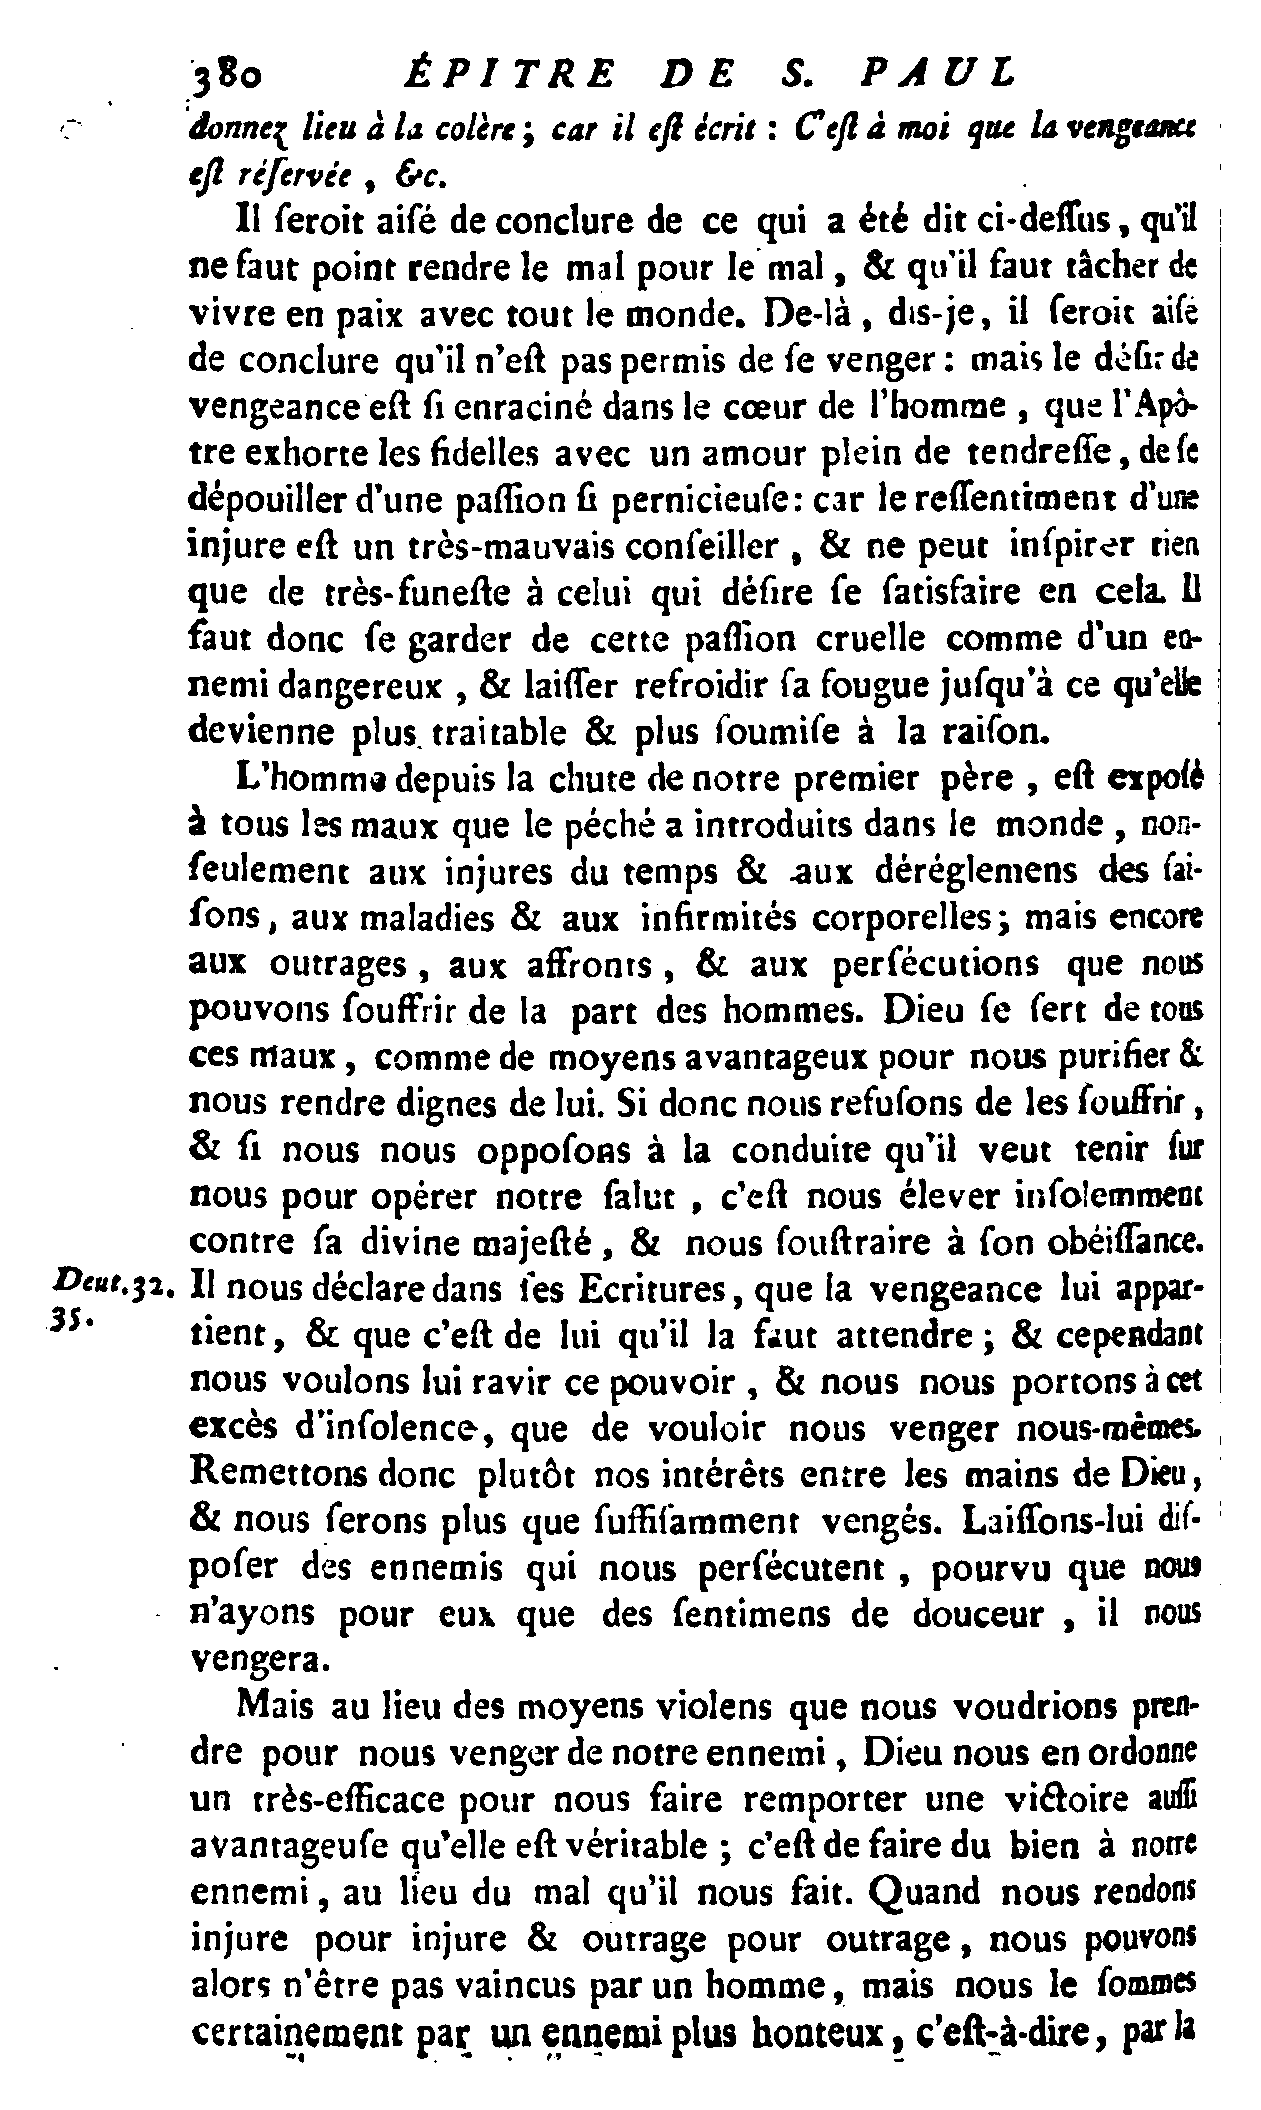 380 ÉPITRE DE S. PAUL
donnez lieu à la colère ; car il eſt écrit : C'eſt à moi que la vengeance
eſt réſervée , &c.
Il ſeroit aiſé de conclure de ce qui a été dit ci-deſſus , qu'il
ne faut point rendre le mal pour le mal , & qu'il faut tâcher de
vivre en paix avec tout le monde. De-là , dis-je, il ſeroit aiſé
de conclure qu'il n'eſt pas permis de ſe venger : mais le déſir de
vengeance eſt ſi enraciné dans le cœur de l'homme , que l'Apô-
tre exhorte les fidelles avec un amour plein de tendreſſe , de ſe
dépouiller d'une paſſion ſi pernicieuſe : car le reſſentiment d'une
injure eſt un très-mauvais conſeiller , & ne peut inſpirer rien
que de très-funeſte à celui qui déſire ſe ſatisfaire en cela. Il
faut donc ſe garder de cette paſſion cruelle comme d'un en-
nemi dangereux , & laiſſer refroidir ſa fougue juſqu'à ce qu'elle
devienne plus traitable & plus ſoumiſe à la raiſon.
L'homme depuis la chute de notre premier père , eſt expoſé
à tous les maux que le péché a introduits dans le monde , non-
ſeulement aux injures du temps & aux déréglemens des ſai-
ſons, aux maladies & aux infirmités corporelles ; mais encore
aux outrages , aux affronts , & aux perſécutions que nous
pouvons ſouffrir de la part des hommes. Dieu ſe ſert de tous
ces maux , comme de moyens avantageux pour nous purifier &
nous rendre dignes de lui. Si donc nous refuſons de les ſouffrir ,
& ſi nous nous oppoſons à la conduite qu'il veut tenir ſur
nous pour opérer notre ſalut , c'eſt nous élever inſolemment
contre ſa divine majeſté , & nous ſouſtraire à ſon obéiſſance.
Deut.32. Il nous déclare dans ſes Ecritures, que la vengeance lui appar-
35. tient, & que c'eſt de lui qu'il la faut attendre ; & cependant
nous voulons lui ravir ce pouvoir , & nous nous portons à cet
excès d'inſolence, que de vouloir nous venger nous-mêmes.
Remettons donc plutôt nos intérêts entre les mains de Dieu,
& nous ſerons plus que ſuffiſamment vengés. Laiſſons-lui diſ-
poſer des ennemis qui nous perſécutent , pourvu que nous
n'ayons pour eux que des ſentimens de douceur , il nous
vengera.
Mais au lieu des moyens violens que nous voudrions pren-
dre pour nous venger de notre ennemi , Dieu nous en ordonne
un très-efficace pour nous faire remporter une victoire auſſi
avantageuſe qu'elle eſt véritable ; c'eſt de faire du bien à notre
ennemi , au lieu du mal qu'il nous fait. Quand nous rendons
injure pour injure & outrage pour outrage , nous pouvons
alors n'être pas vaincus par un homme, mais nous le ſommes
certainement par un ennemi plus honteux , c'eſt-à-dire, par la